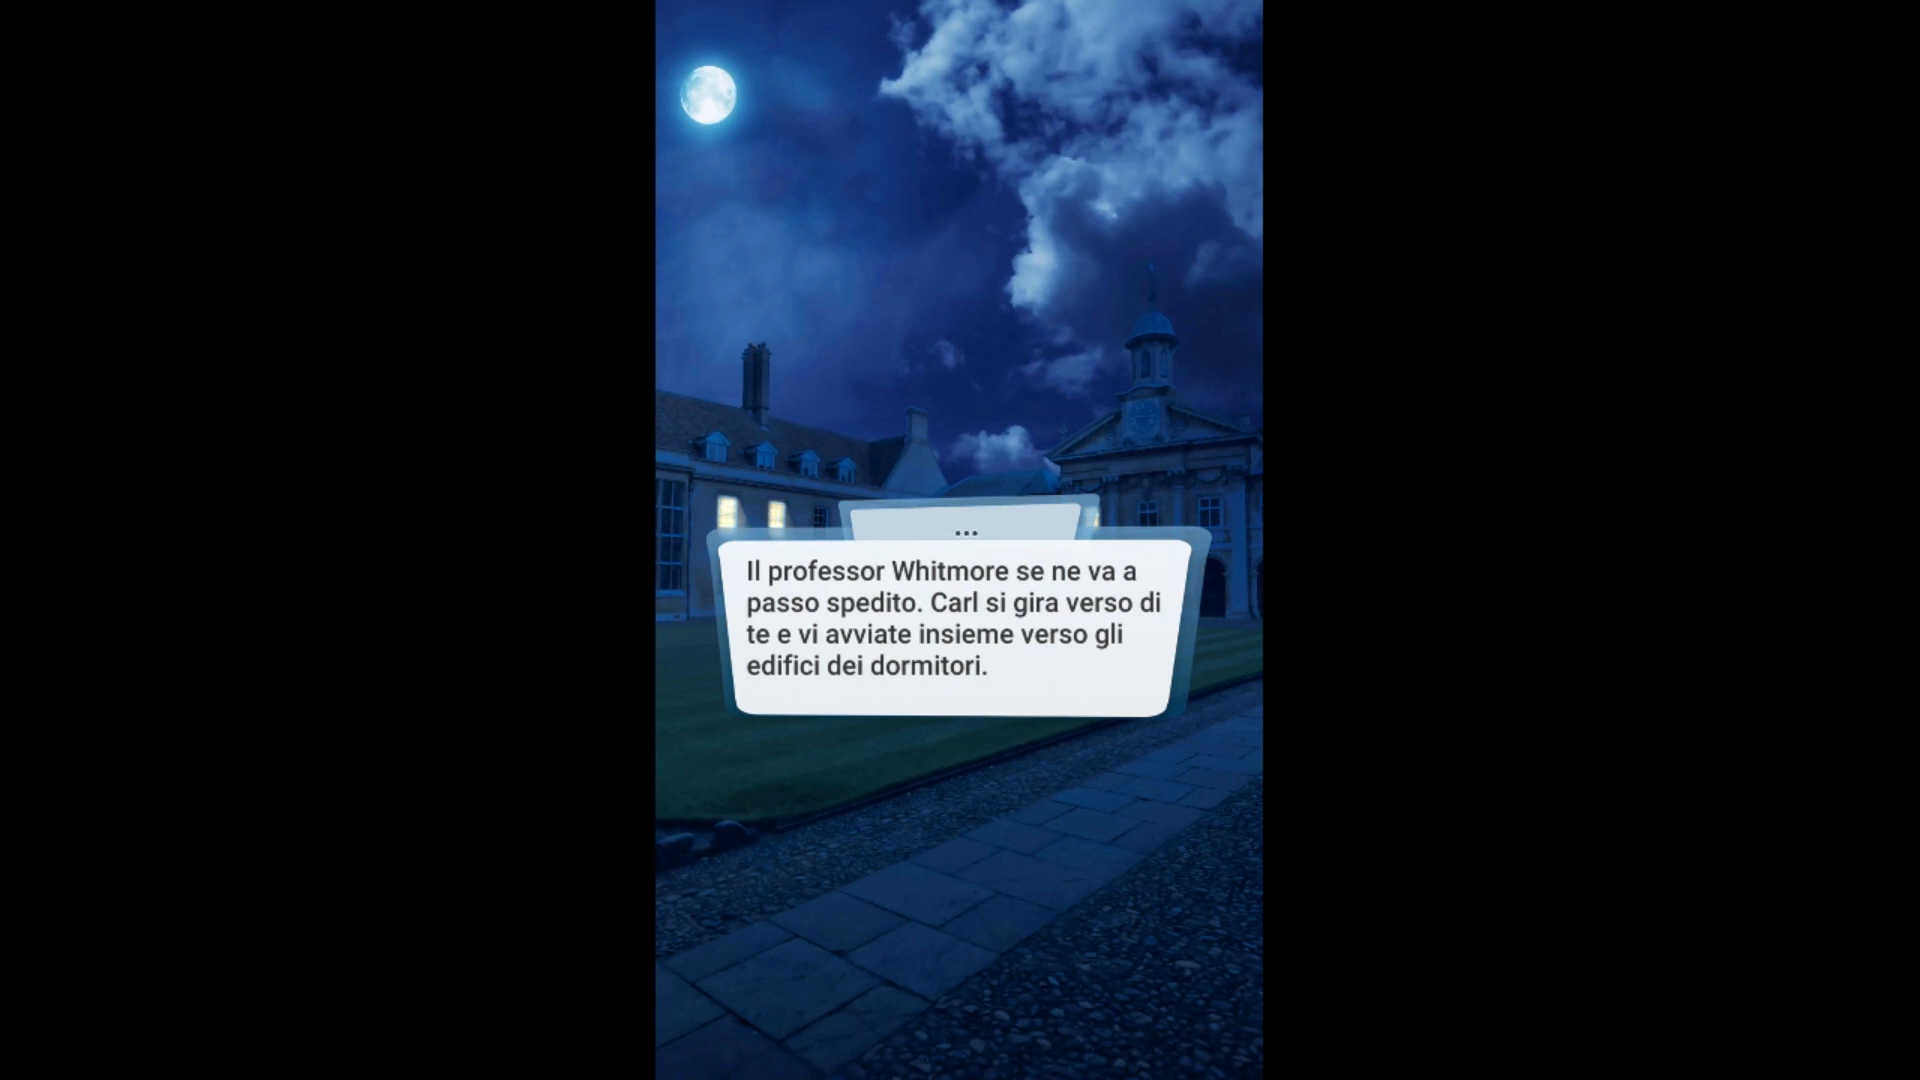 ...
Il professor Whitmore se ne va a
passo spedito. Carl si gira verso di
te e vi avviate insieme verso gli
edifici dei dormitori.